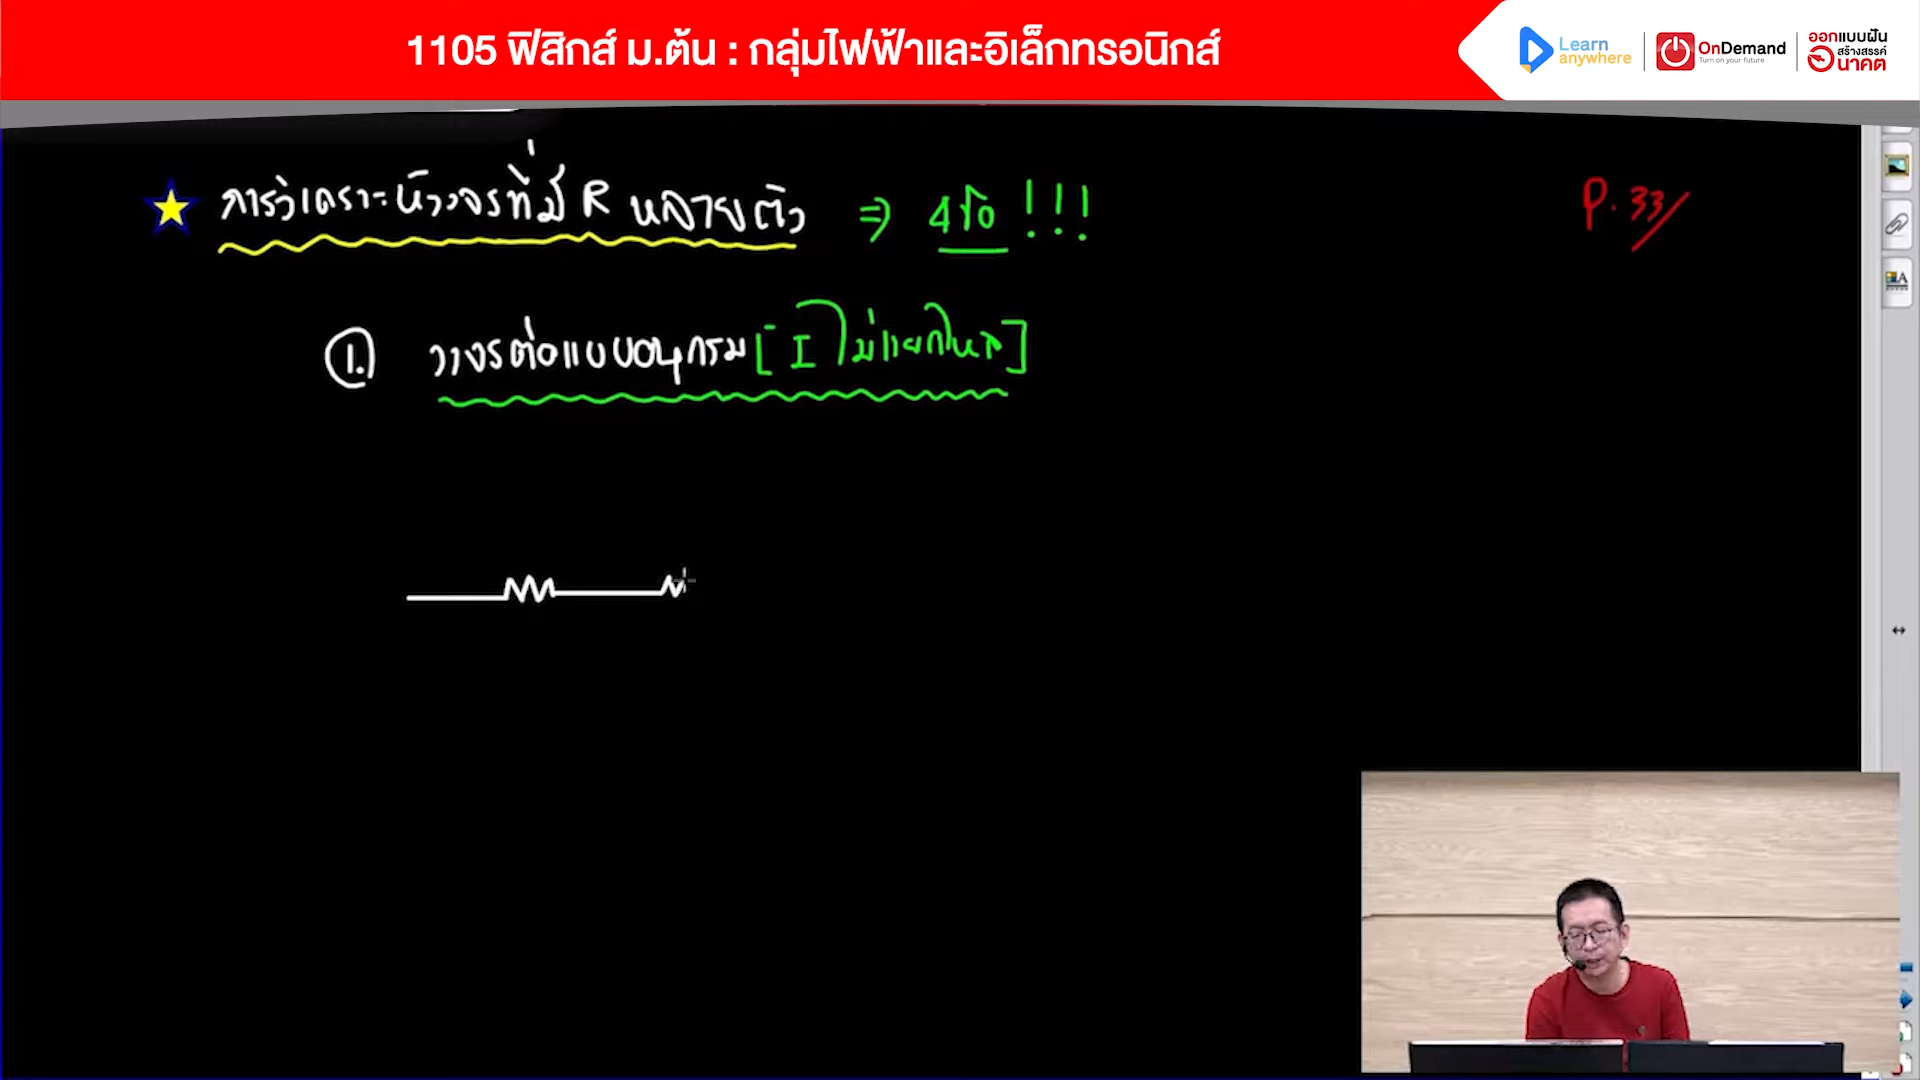 1105 ฟิสิกส์ ม.ต้น : กลุ่มไฟฟ้าและอิเล็กทรอนิกส์
Learn anywhere
OnDemand
Turn on your future
ออกแบบฝัน
สร้างสรรค์
อนาคต
การวิเคราะห์วงจรที่มี R หลายตัว ⇒ 4 ข้อ !!!
P. 33/
1. วงจรต่อแบบอนุกรม [ I ไม่แยกไหล ]